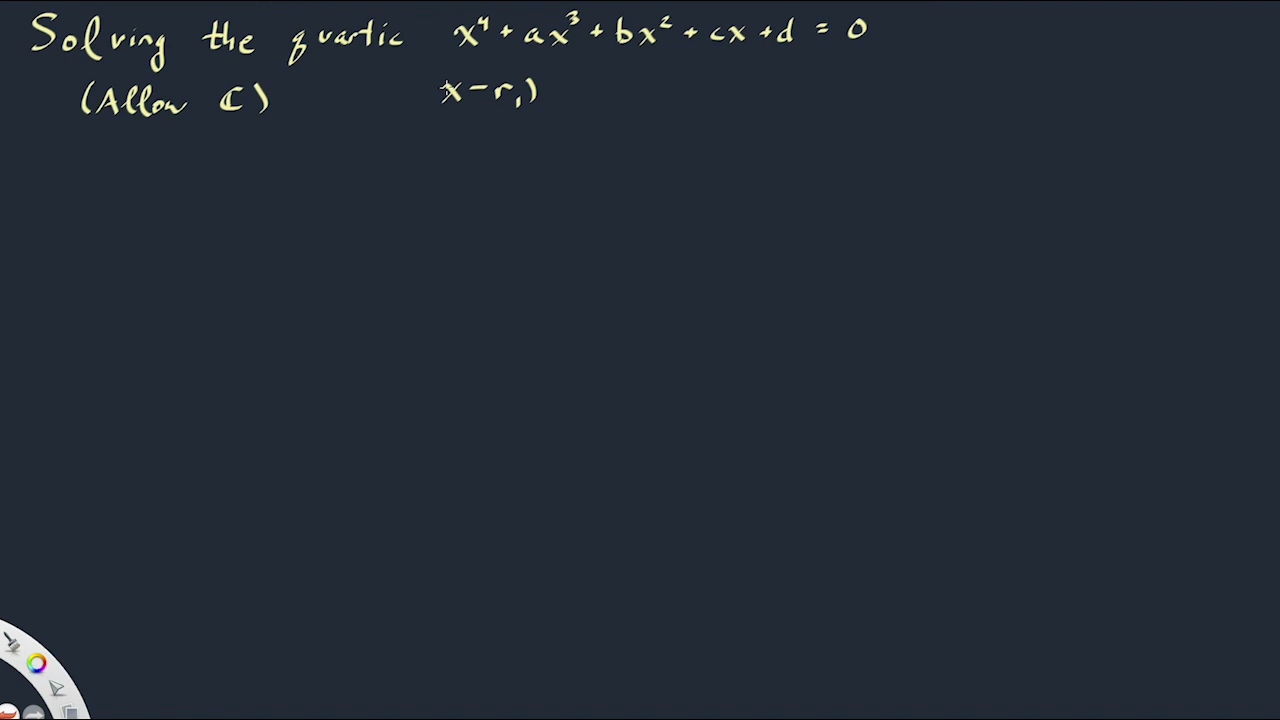 Solving the quartic x⁴ + ax³ + bx² + cx + d = 0
(Allow ℂ) x - r₁)